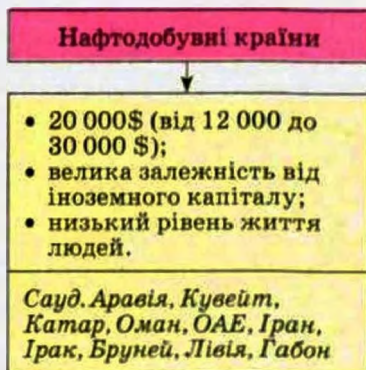 Нафтодобувні країни
• 20 000$ (від 12 000 до
30 000 $);
• велика залежність від
іноземного капіталу;
• низький рівень життя
людей.
Сауд. Аравія, Кувейт,
Катар, Оман, ОАЕ, Іран,
Ірак, Бруней, Лівія, Габон